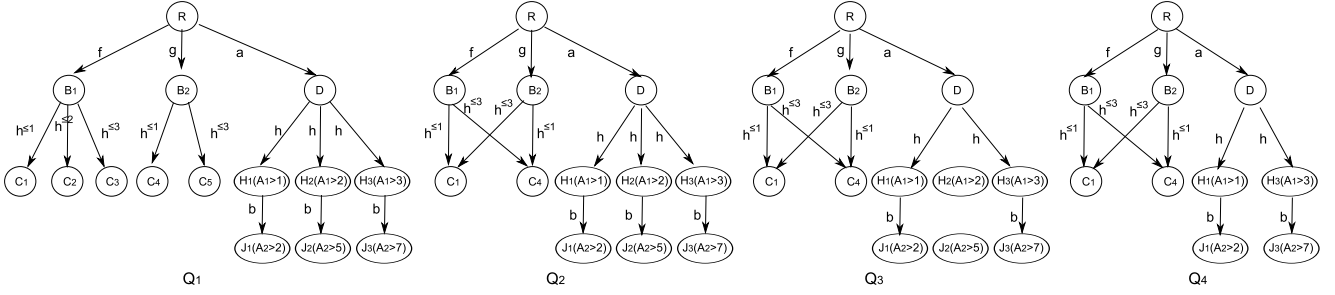 R R R R
f g a f g a f g a f g a
B1 B2 D B1 B2 D B1 B2 D B1 B2 D
h≤1 h≤2 h≤3 h≤1 h≤3 h h h h≤1 h≤3 h≤3 h≤1 h h h h≤1 h≤3 h≤3 h≤1 h h h≤1 h≤3 h≤3 h≤1 h h
C1 C2 C3 C4 C5 H1(A1>1) H2(A1>2) H3(A1>3) C1 C4 H1(A1>1) H2(A1>2) H3(A1>3) C1 C4 H1(A1>1) H2(A1>2) H3(A1>3) C1 C4 H1(A1>1) H3(A1>3)
b b b b b b b b b b
J1(A2>2) J2(A2>5) J3(A2>7) J1(A2>2) J2(A2>5) J3(A2>7) J1(A2>2) J2(A2>5) J3(A2>7) J1(A2>2) J3(A2>7)
Q1 Q2 Q3 Q4